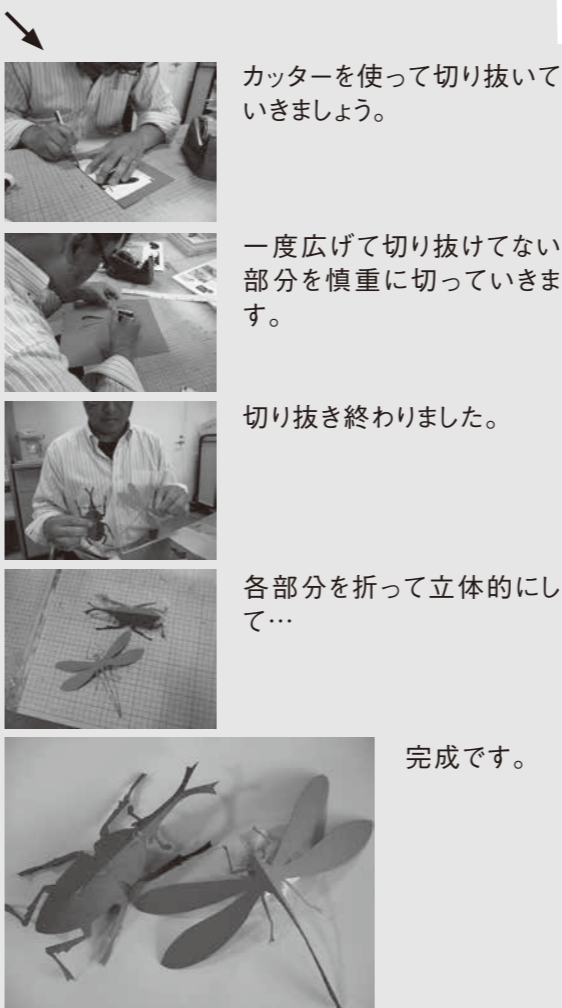 カッターを使って切り抜いて
いきましょう。
一度広げて切り抜けてない
部分を慎重に切っていきま
す。
切り抜き終わりました。
各部分を折って立体的にし
て…
完成です。